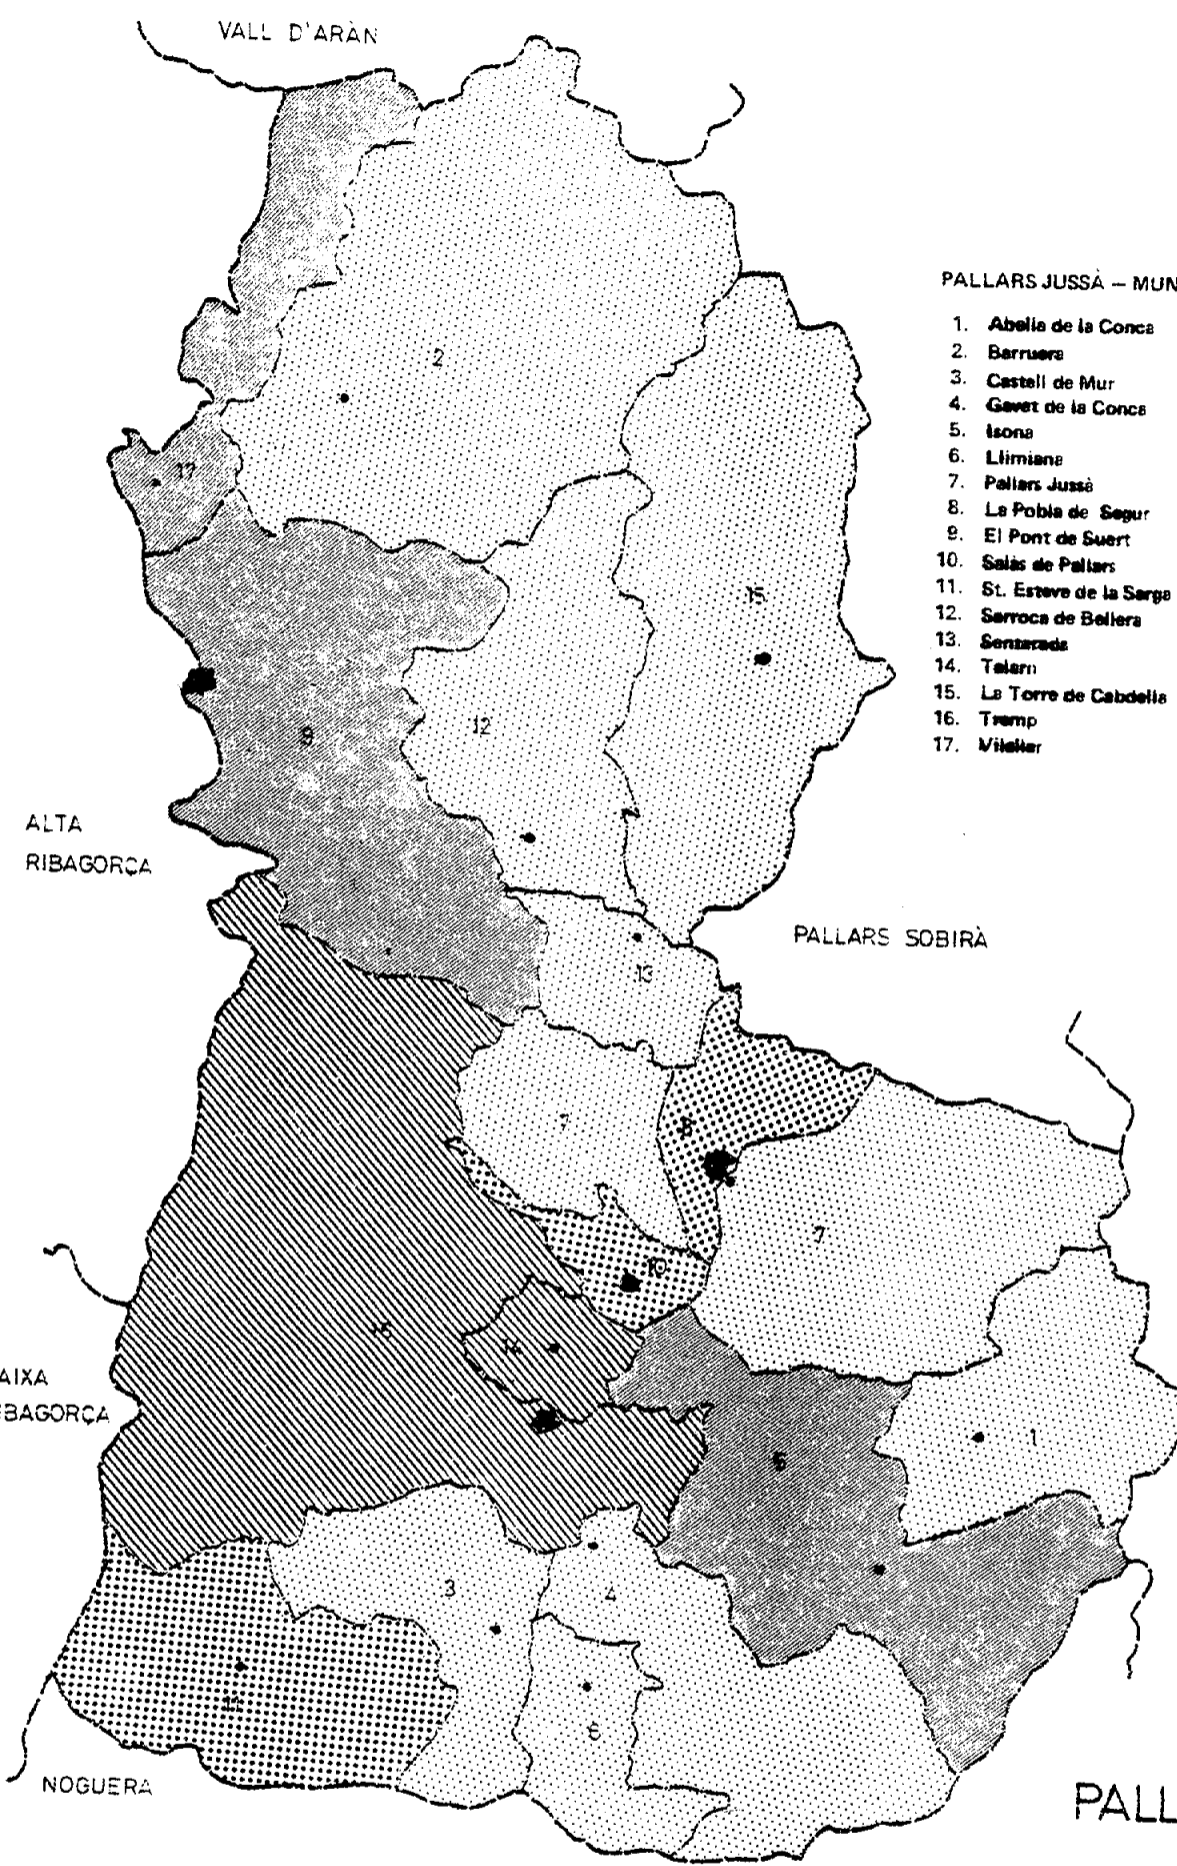 VALL D'ARÀN
PALLARS JUSSÀ – MUN
1. Abella de la Conca
2. Barruera
3. Castell de Mur
4. Gavet de la Conca
5. Isona
6. Llimiana
7. Pallars Jussà
8. La Pobla de Segur
9. El Pont de Suert
10. Salàs de Pallars
11. St. Esteve de la Sarga
12. Sarroca de Bellera
13. Senterada
14. Talarn
15. La Torre de Cabdella
16. Tremp
17. Vilaller
2
17
15
9
12
ALTA
RIBAGORÇA
PALLARS SOBIRÀ
13
7
8
7
10
16
14
AIXA
IBAGORÇA
1
5
3
4
11
6
NOGUERA
PALL